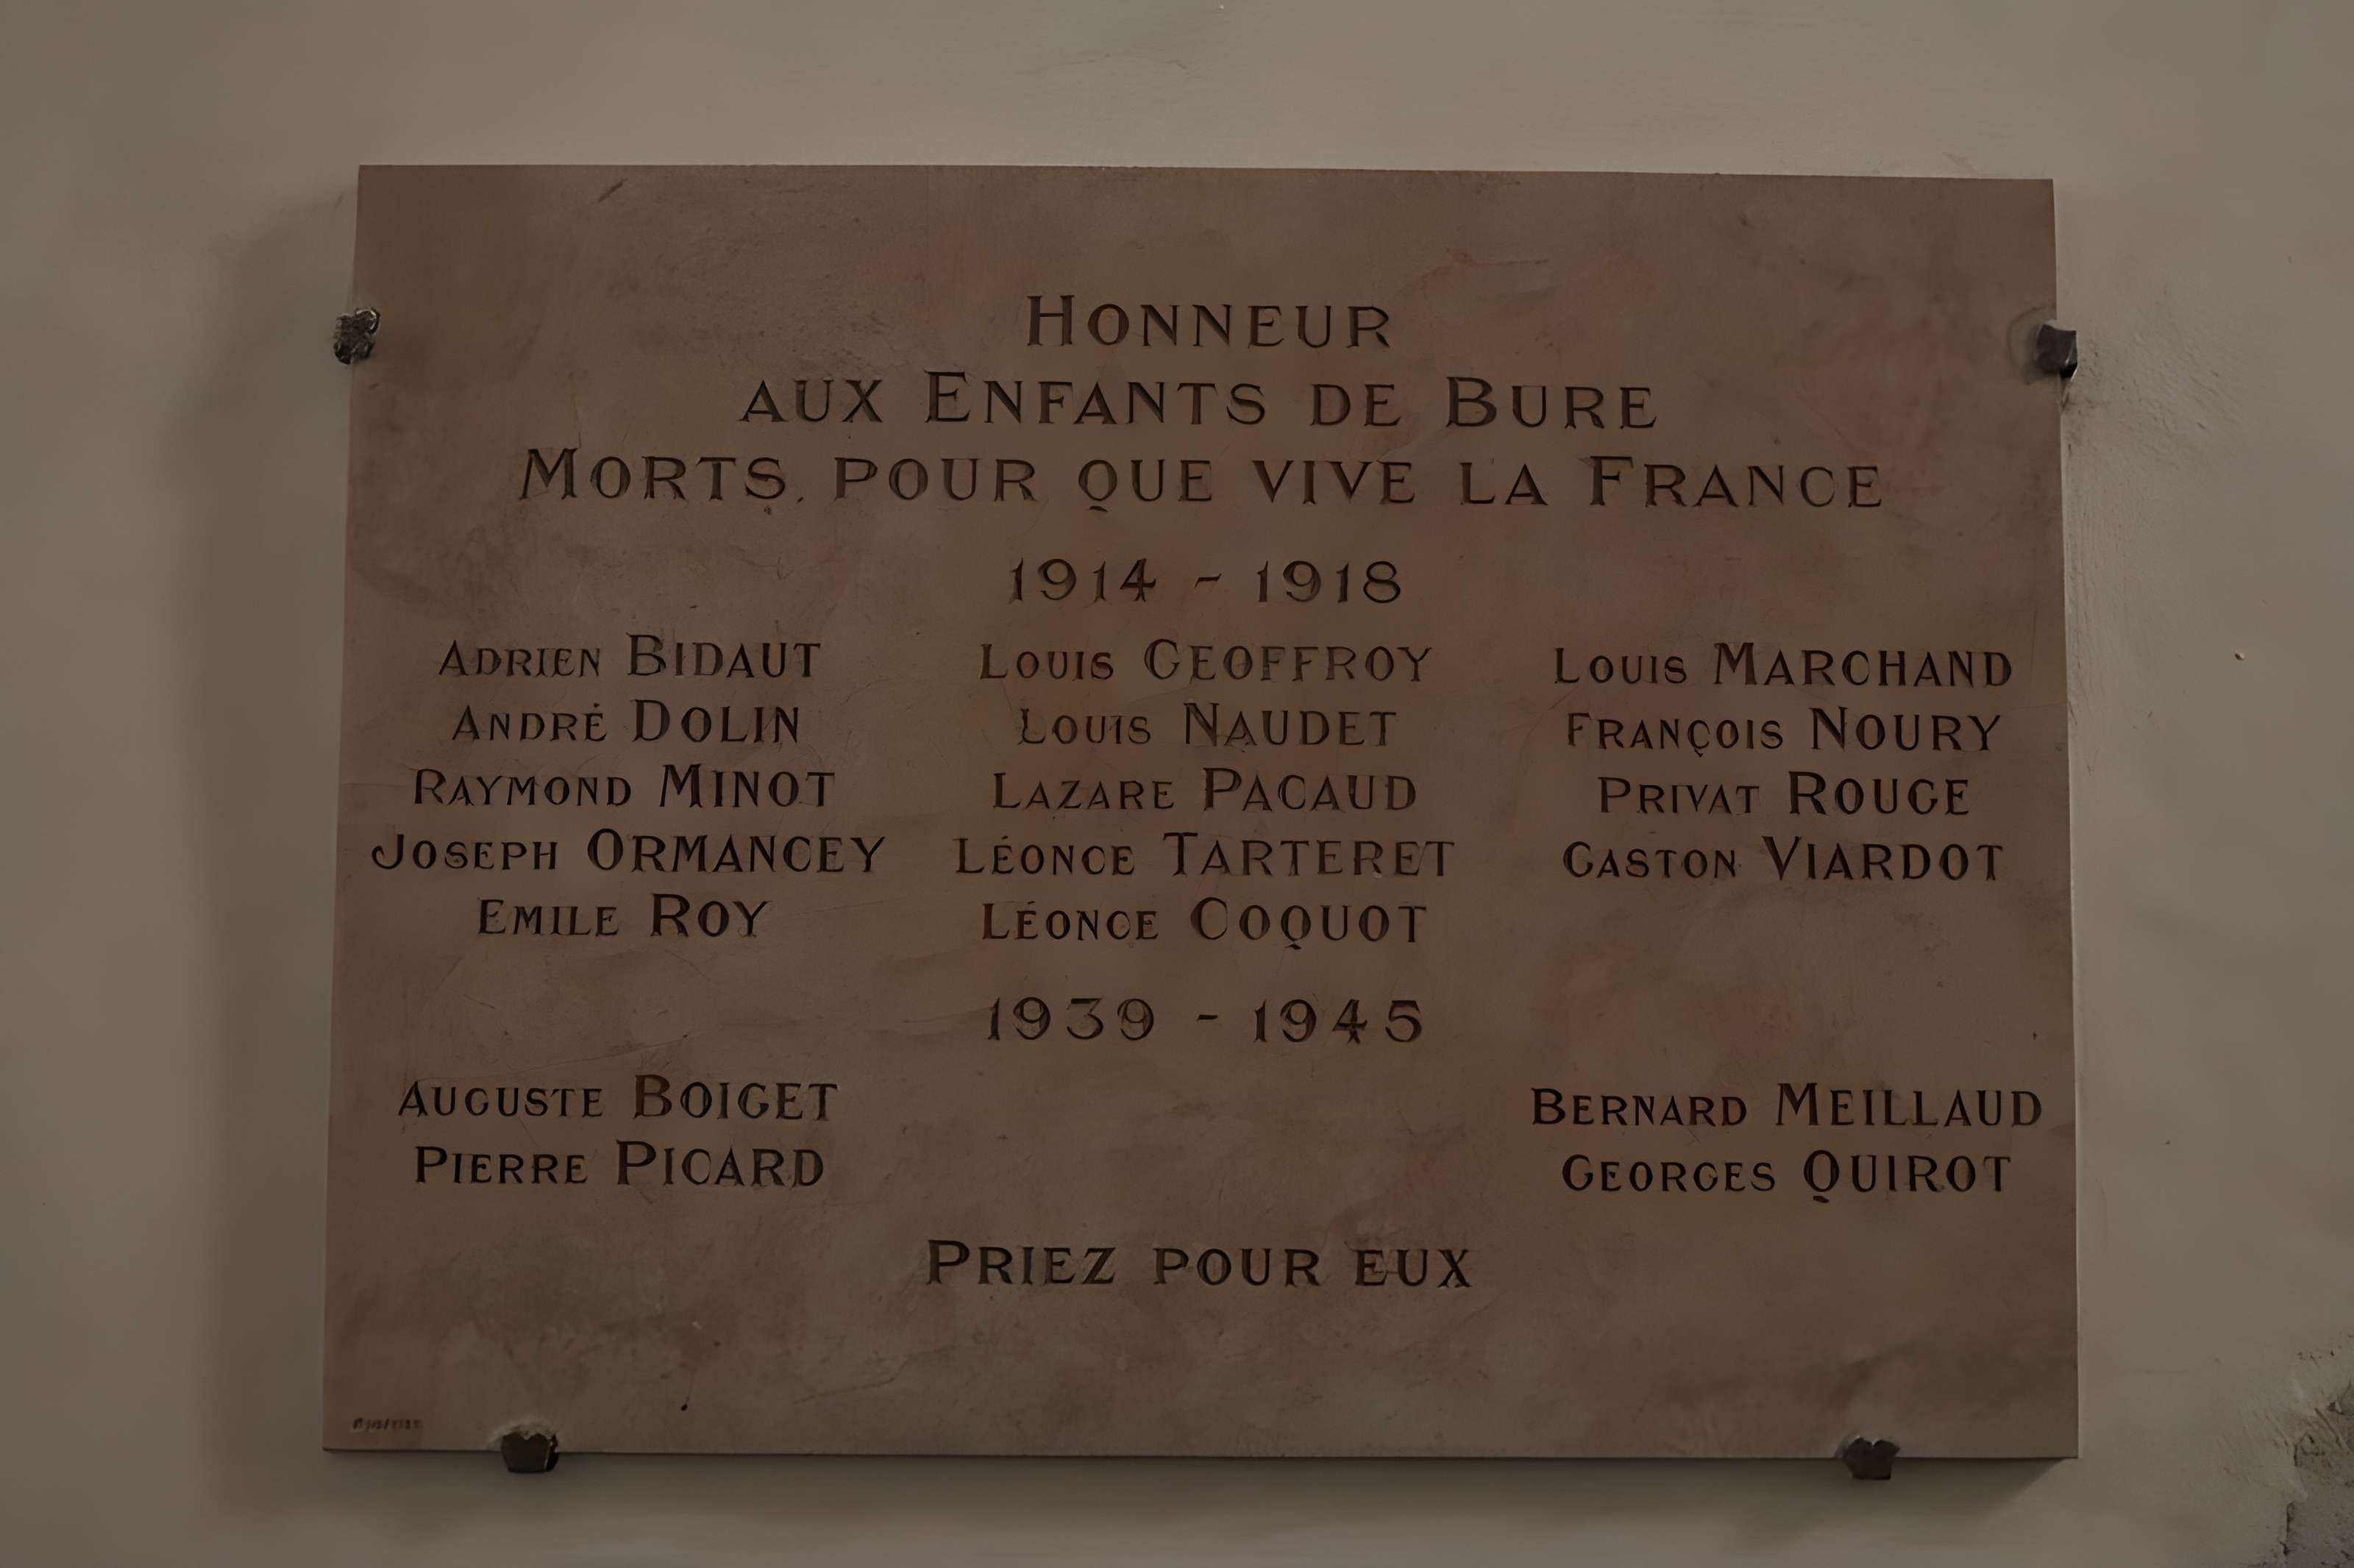 Honneur
aux Enfants de Bure
Morts pour que vive la France
1914 - 1918
Adrien Bidaut Louis Geoffroy Louis Marchand
André Dolin Louis Naudet François Noury
Raymond Minot Lazare Pacaud Privat Rouge
Joseph Ormancey Léonce Tarteret Gaston Viardot
Emile Roy Léonce Coquot
1939 - 1945
Auguste Boiget Bernard Meillaud
Pierre Picard Georges Quirot
Priez pour eux